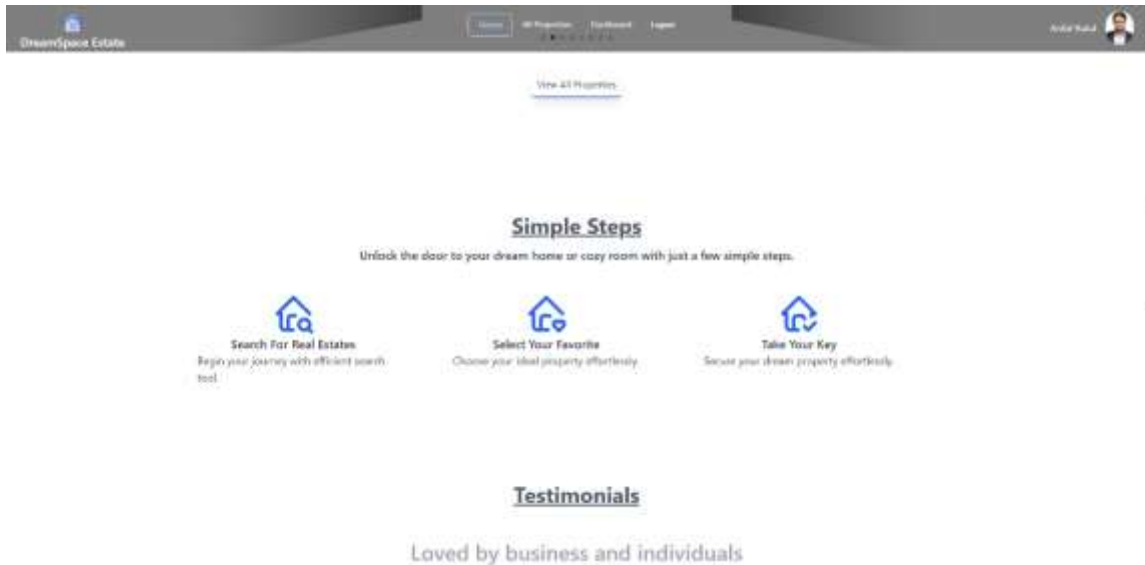 DreamSpace Estate
Home All Properties Dashboard Logout
View All Properties
Simple Steps
Unlock the door to your dream home or cozy room with just a few simple steps.
Search For Real Estates
Begin your journey with efficient search
tool.
Select Your Favorite
Choose your ideal property effortlessly
Take Your Key
Secure your dream property effortlessly
Testimonials
Loved by business and individuals